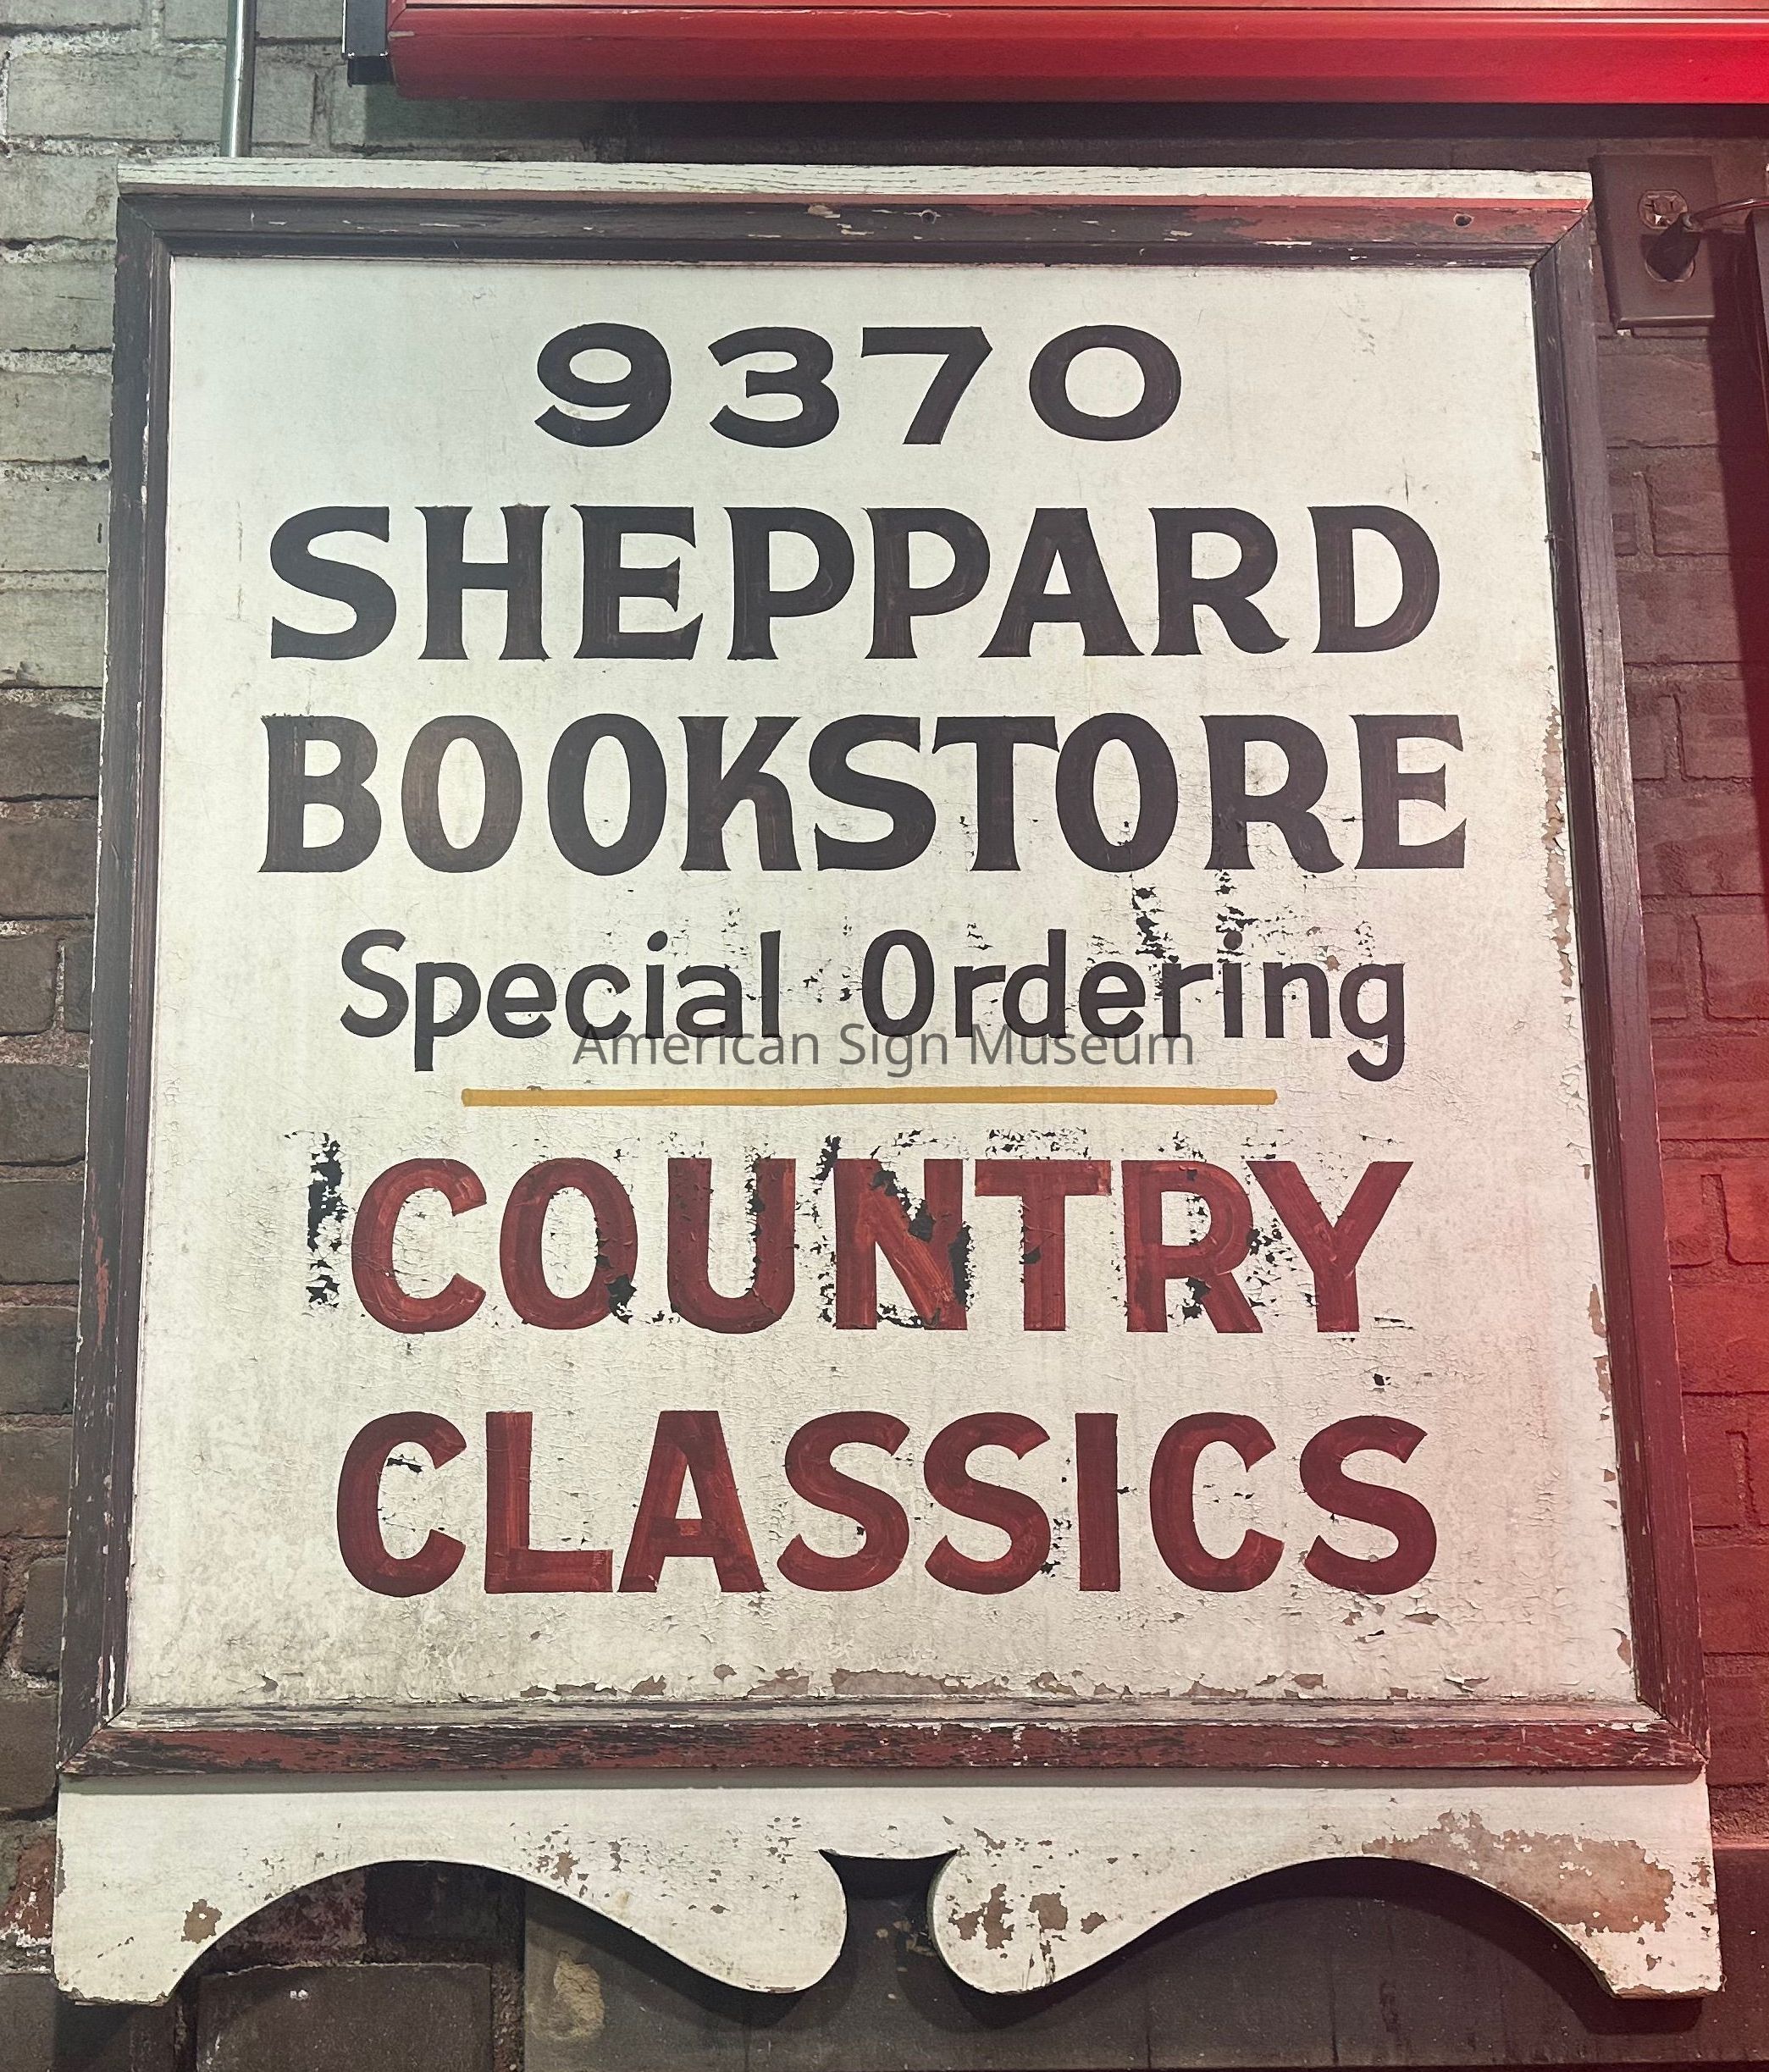 9370
SHEPPARD
BOOKSTORE
Special Ordering
American Sign Museum
COUNTRY
CLASSICS